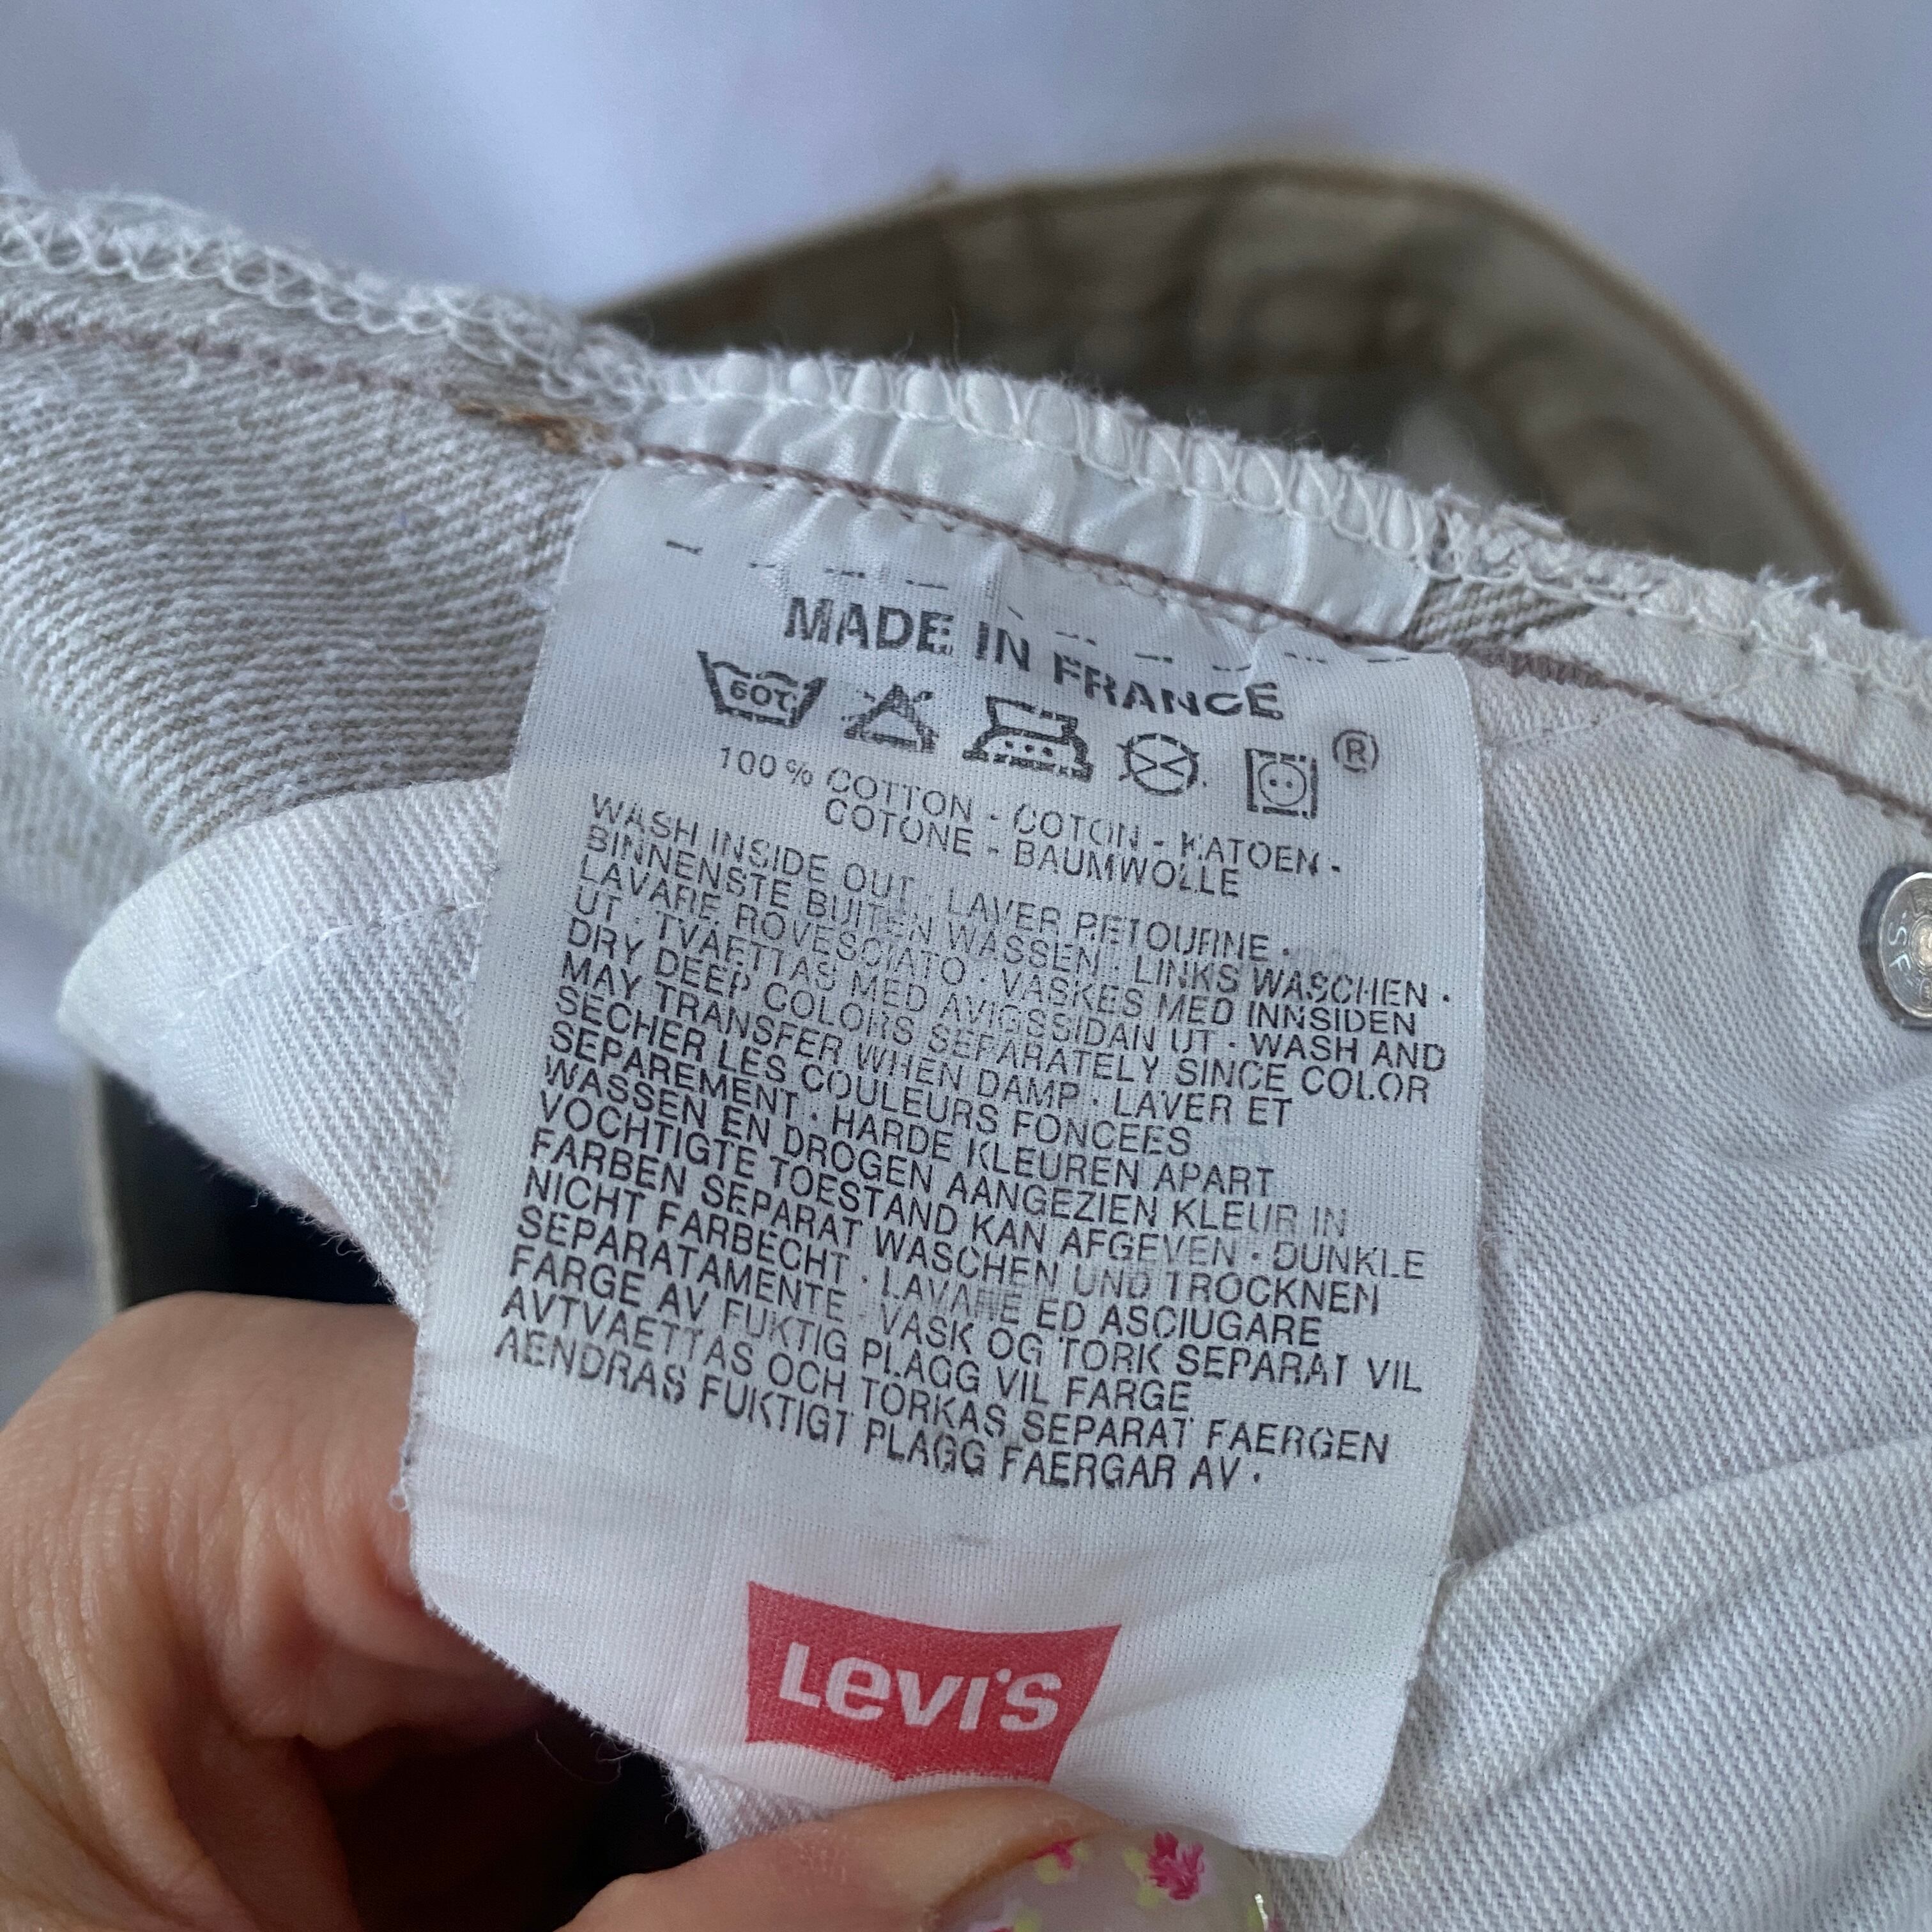 MADE IN FRANCE
60
®
100% COTTON - COTON - KATOEN -
COTONE - BAUMWOLLE
WASH INSIDE OUT · LAVER RETOURNE ·
BINNENSTE BUITEN WASSEN · LINKS WASCHEN ·
LAVARE ROVESCIATO · VASKES MED INNSIDEN
UT · TVAETTAS MED AVIGSSIDAN UT · WASH AND
DRY DEEP COLORS SEPARATELY SINCE COLOR
MAY TRANSFER WHEN DAMP · LAVER ET
SECHER LES COULEURS FONCEES
SEPAREMENT · HARDE KLEUREN APART
WASSEN EN DROGEN AANGEZIEN KLEUR IN
VOCHTIGTE TOESTAND KAN AFGEVEN · DUNKLE
FARBEN SEPARAT WASCHEN UND TROCKNEN
NICHT FARBECHT · LAVARE ED ASCIUGARE
SEPARATAMENTE · VASK OG TORK SEPARAT VIL
FARGE AV FUKTIG PLAGG VIL FARGE
AVTVAETTAS OCH TORKAS SEPARAT FAERGEN
AENDRAS FUKTIGT PLAGG FAERGAR AV ·
Levi's